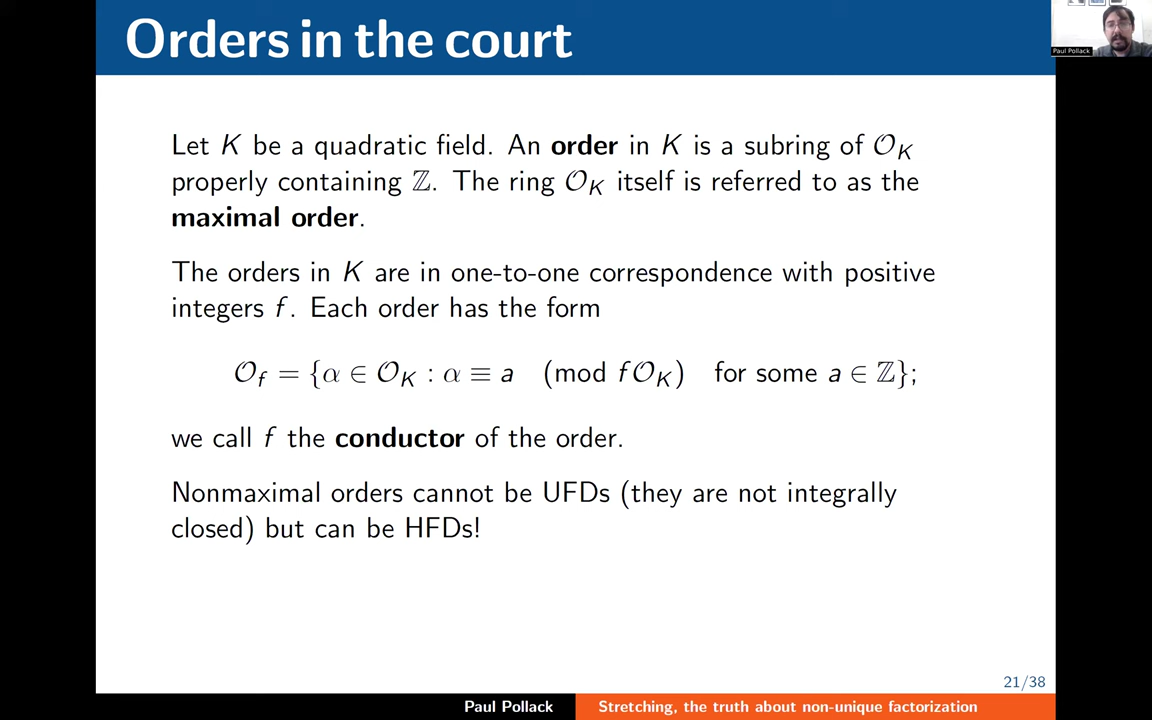 Orders in the court
Paul Pollack
Let K be a quadratic field. An order in K is a subring of 𝒪_K
properly containing ℤ. The ring 𝒪_K itself is referred to as the
maximal order.
The orders in K are in one-to-one correspondence with positive
integers f. Each order has the form
𝒪_f = {α ∈ 𝒪_K : α ≡ a (mod f𝒪_K) for some a ∈ ℤ};
we call f the conductor of the order.
Nonmaximal orders cannot be UFDs (they are not integrally
closed) but can be HFDs!
21/38
Paul Pollack Stretching, the truth about non-unique factorization